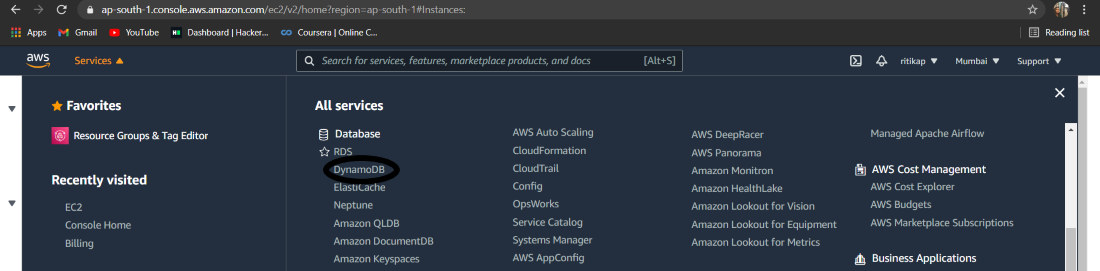 ap-south-1.console.aws.amazon.com/ec2/v2/home?region=ap-south-1#Instances:
Apps Gmail YouTube Dashboard | Hacker... Coursera | Online C... Reading list
aws Services Search for services, features, marketplace products, and docs [Alt+S] ritikap Mumbai Support
Favorites
Resource Groups & Tag Editor
Recently visited
EC2
Console Home
Billing
All services
Database
RDS
DynamoDB
ElastiCache
Neptune
Amazon QLDB
Amazon DocumentDB
Amazon Keyspaces
AWS Auto Scaling
CloudFormation
CloudTrail
Config
OpsWorks
Service Catalog
Systems Manager
AWS AppConfig
AWS DeepRacer
AWS Panorama
Amazon Monitron
Amazon HealthLake
Amazon Lookout for Vision
Amazon Lookout for Equipment
Amazon Lookout for Metrics
Managed Apache Airflow
AWS Cost Management
AWS Cost Explorer
AWS Budgets
AWS Marketplace Subscriptions
Business Applications